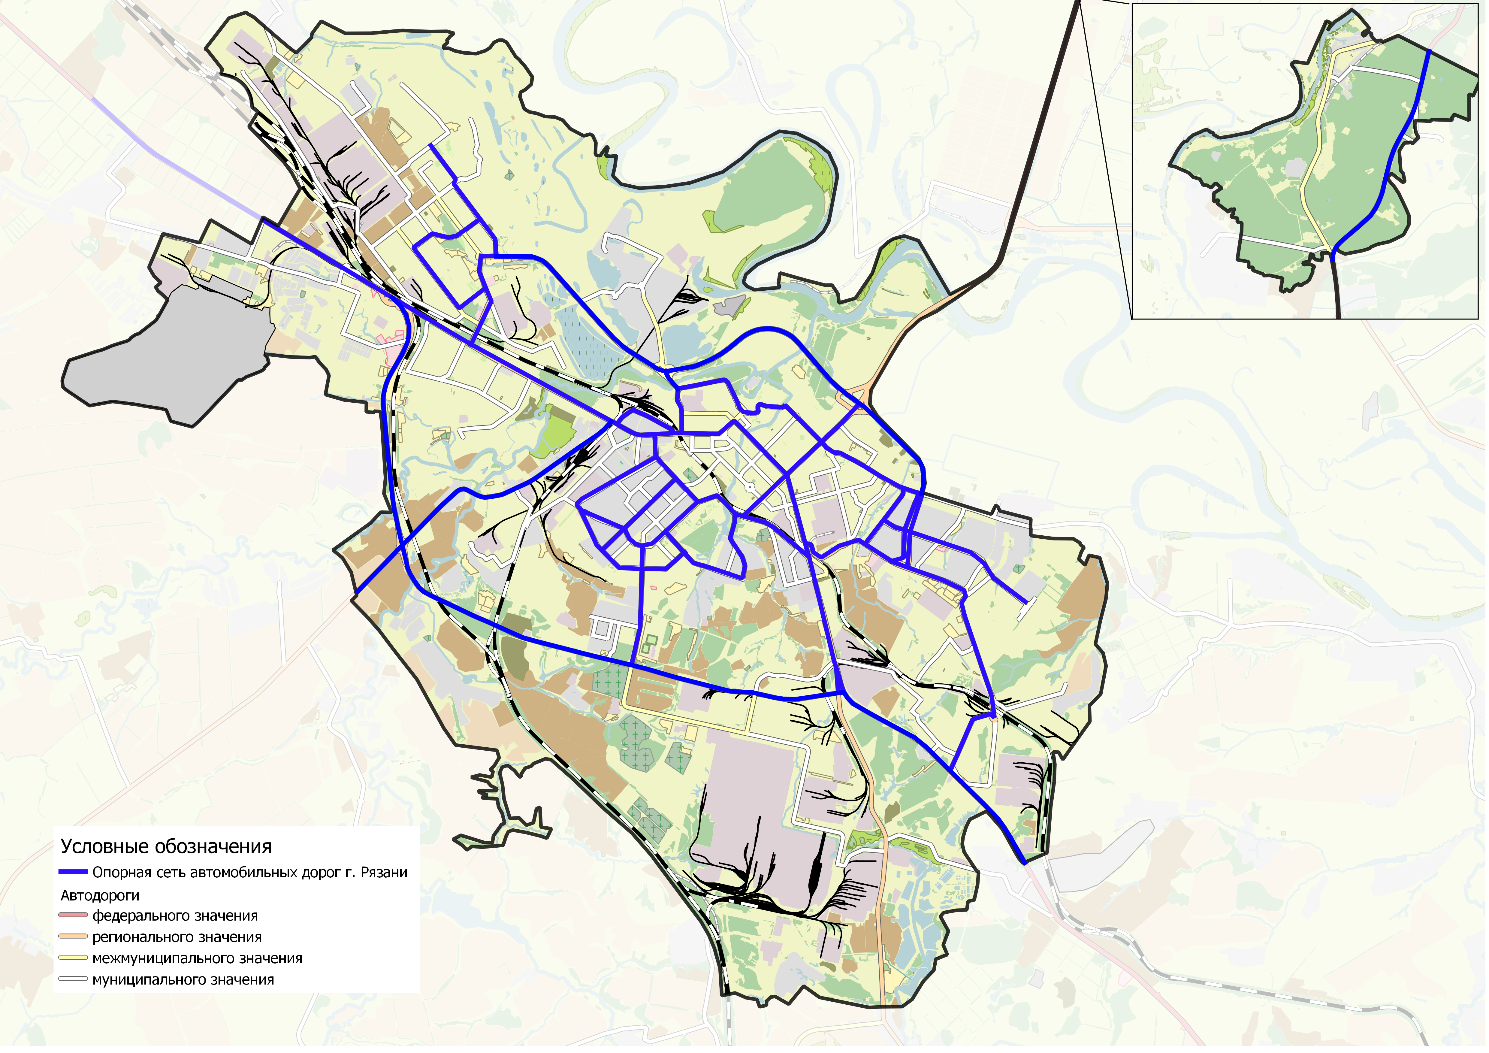 Условные обозначения
Опорная сеть автомобильных дорог г. Рязани
Автодороги
федерального значения
регионального значения
межмуниципального значения
муниципального значения